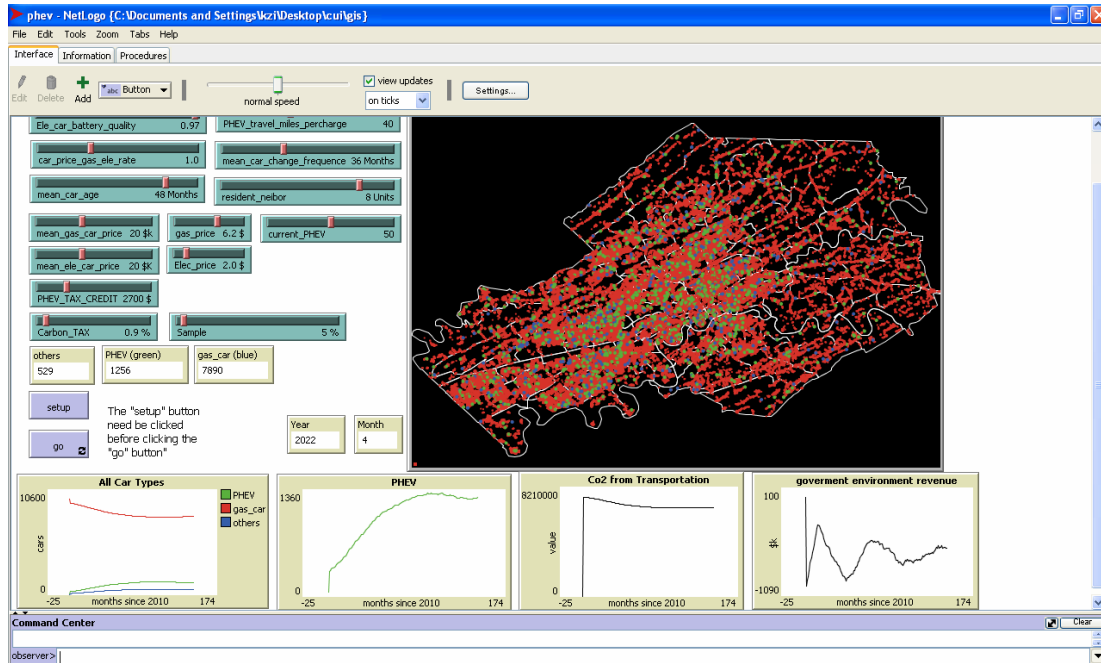 phev - NetLogo {C:\Documents and Settings\kzi\Desktop\cui\gis}
File Edit Tools Zoom Tabs Help
Interface Information Procedures
Edit Delete Add abc Button normal speed view updates on ticks Settings...
Ele_car_battery_quality 0.97
PHEV_travel_miles_percharge 40
car_price_gas_ele_rate 1.0
mean_car_change_frequence 36 Months
mean_car_age 48 Months
resident_neibor 8 Units
mean_gas_car_price 20 $k
gas_price 6.2 $
current_PHEV 50
mean_ele_car_price 20 $K
Elec_price 2.0 $
PHEV_TAX_CREDIT 2700 $
Carbon_TAX 0.9 %
Sample 5 %
others
529
PHEV (green)
1256
gas_car (blue)
7890
setup
go
The "setup" button
need be clicked
before clicking the
"go" button"
Year
2022
Month
4
All Car Types
10600
cars
0
-25 months since 2010 174
PHEV
gas_car
others
PHEV
1360
0
-25 months since 2010 174
Co2 from Transportation
8210000
value
0
-25 months since 2010 174
goverment environment revenue
100
$k
-1090
-25 months since 2010 174
Command Center Clear
observer>